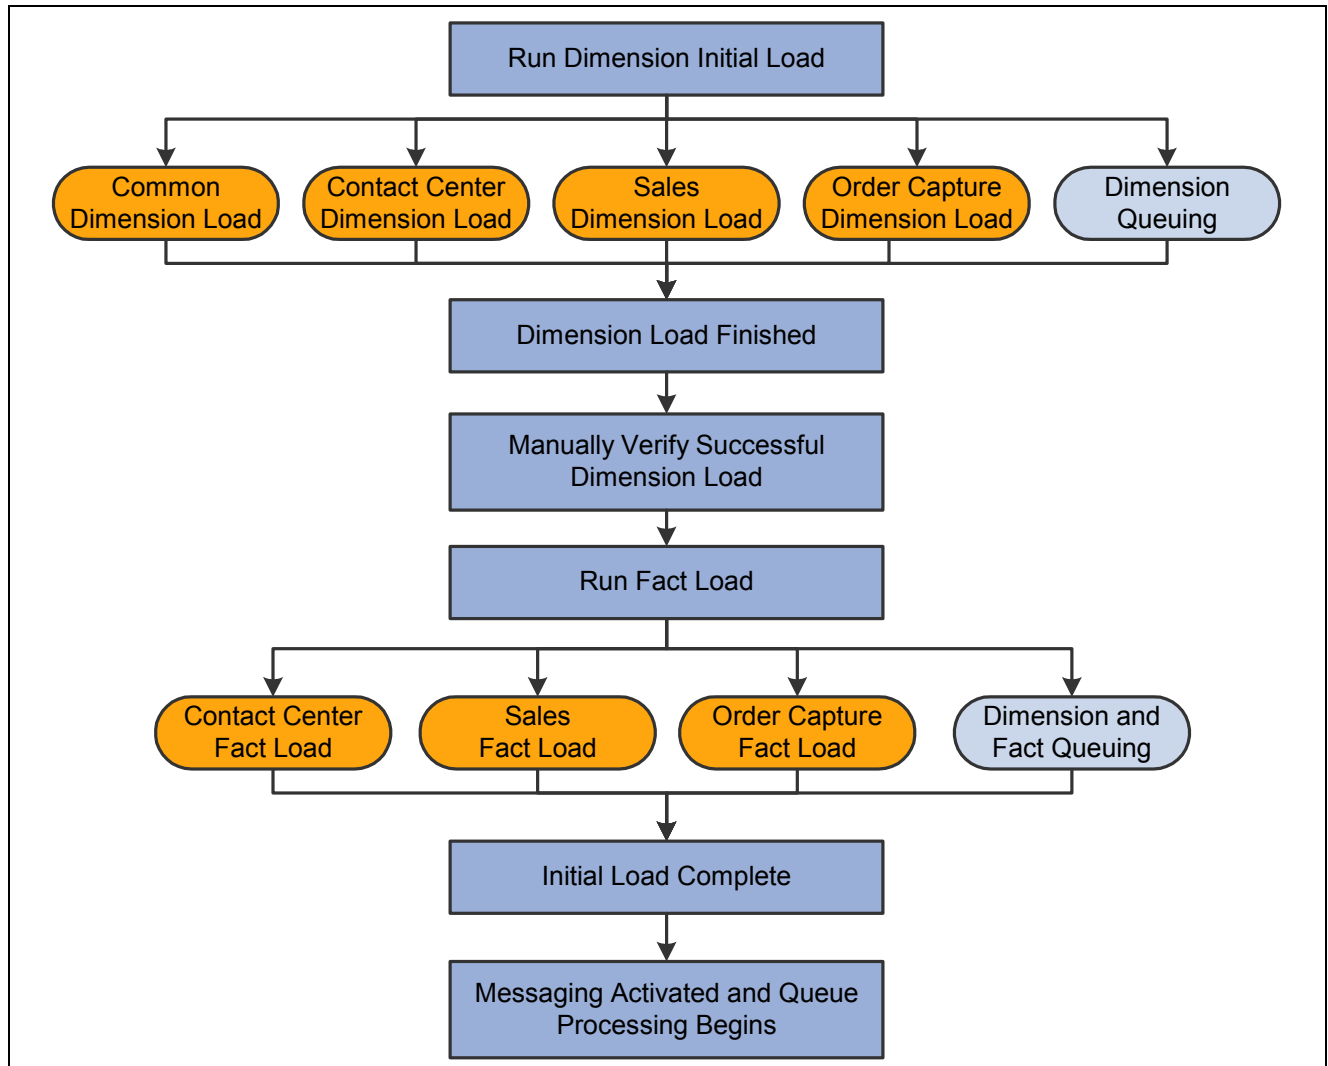 Run Dimension Initial Load
Common
Dimension Load
Contact Center
Dimension Load
Sales
Dimension Load
Order Capture
Dimension Load
Dimension
Queuing
Dimension Load Finished
Manually Verify Successful
Dimension Load
Run Fact Load
Contact Center
Fact Load
Sales
Fact Load
Order Capture
Fact Load
Dimension and
Fact Queuing
Initial Load Complete
Messaging Activated and Queue
Processing Begins